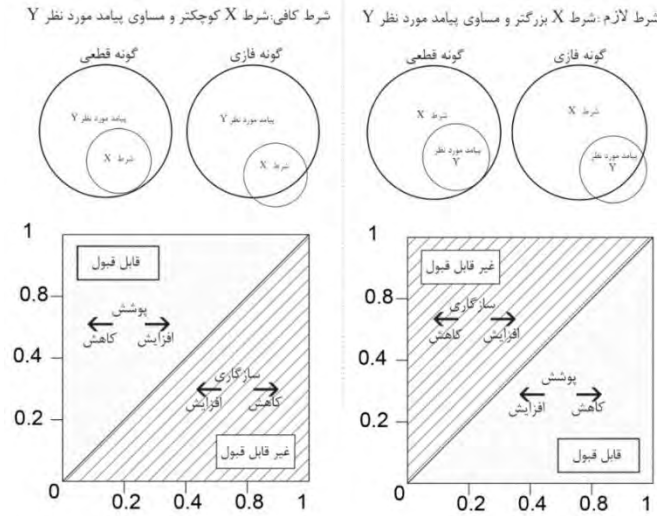 شرط لازم :شرط X بزرگتر و مساوی پیامد مورد نظر Y
گونه قطعی
گونه فازی
شرط X
پیامد مورد نظر
Y
شرط X
پیامد مورد نظر
Y
1
0.8
0.4
0.2
0
0.2
0.4
0.8
1
غیر قابل قبول
سازگاری
کاهش
افزایش
پوشش
افزایش
کاهش
قابل قبول
شرط کافی:شرط X کوچکتر و مساوی پیامد مورد نظر Y
گونه قطعی
گونه فازی
پیامد مورد نظر Y
شرط X
پیامد مورد نظر Y
شرط X
1
0.8
0.4
0.2
0
0.2
0.4
0.8
1
قابل قبول
پوشش
کاهش
افزایش
سازگاری
افزایش
کاهش
غیر قابل قبول